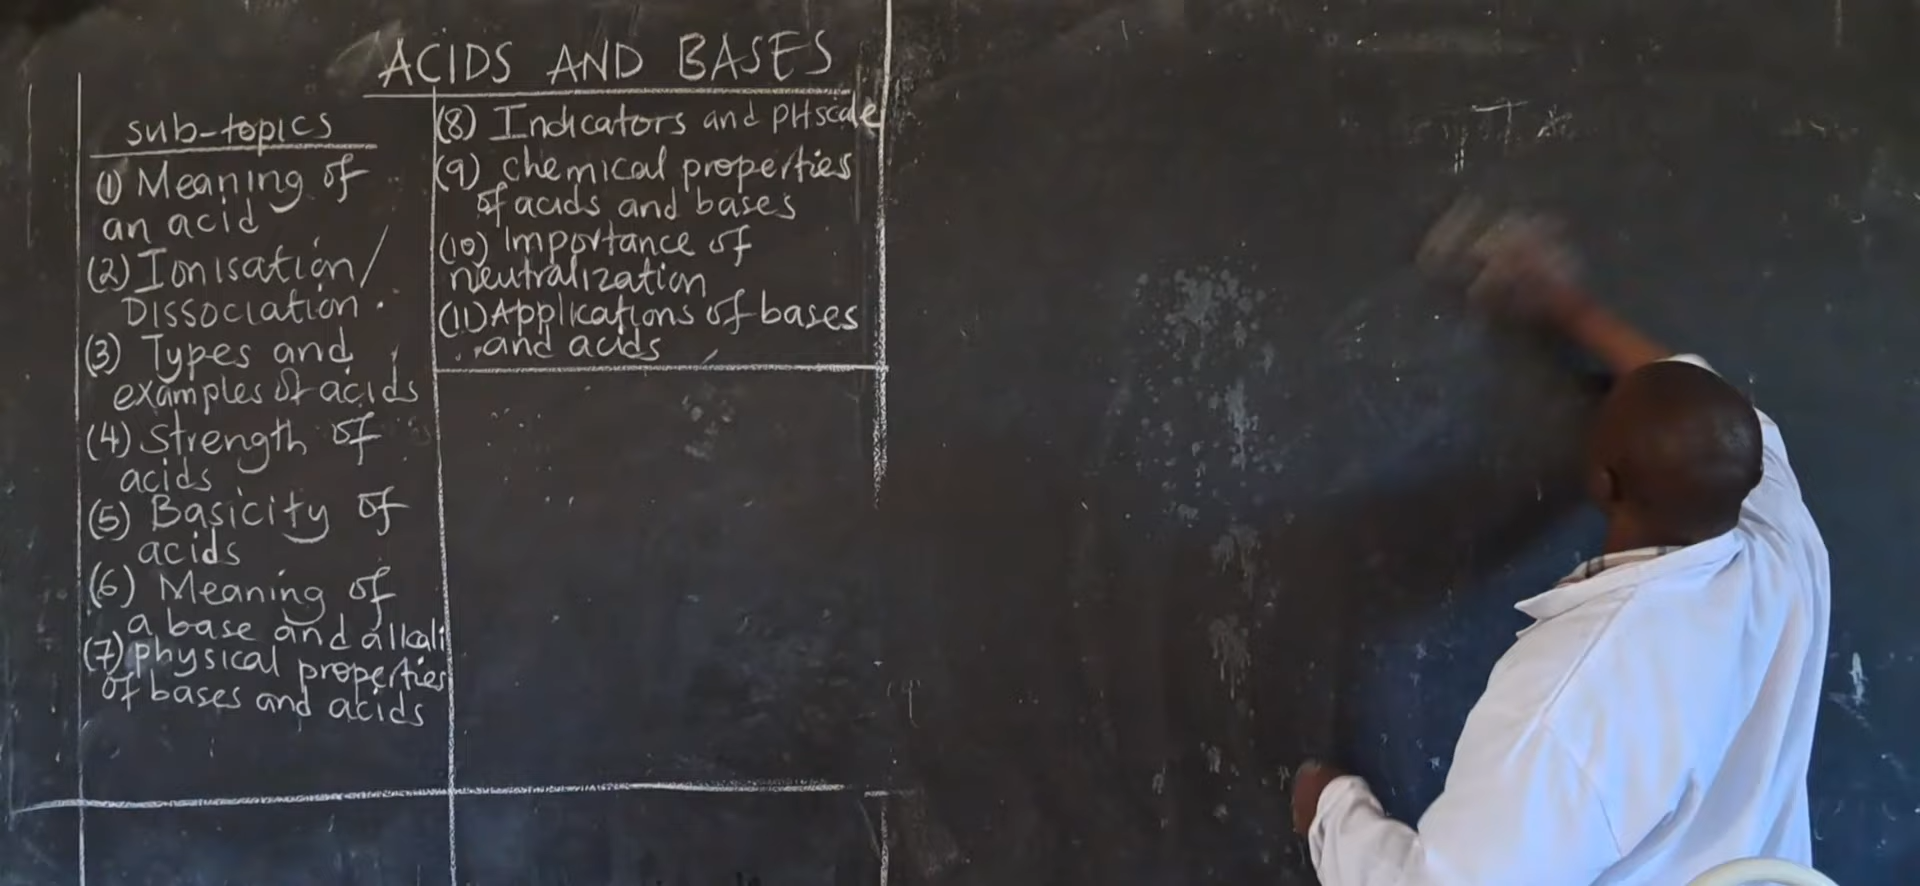 ACIDS AND BASES
sub-topics
(1) Meaning of
an acid
(2) Ionisation/
Dissociation.
(3) Types and
examples of acids
(4) Strength of
acids
(5) Basicity of
acids
(6) Meaning of
a base and alkali
(7) physical properties
of bases and acids
(8) Indicators and PH scale
(9) chemical properties
of acids and bases
(10) Importance of
neutralization
(11) Applications of bases
and acids